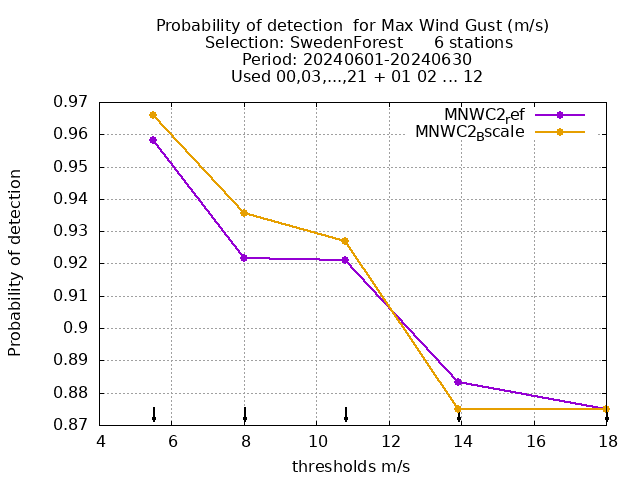 Probability of detection  for Max Wind Gust (m/s)
Selection: SwedenForest      6 stations
Period: 20240601-20240630
Used 00,03,...,21 + 01 02 ... 12
MNWC2ref
MNWC2Bscale
Probability of detection
0.97
0.96
0.95
0.94
0.93
0.92
0.91
0.9
0.89
0.88
0.87
4 6 8 10 12 14 16 18
thresholds m/s